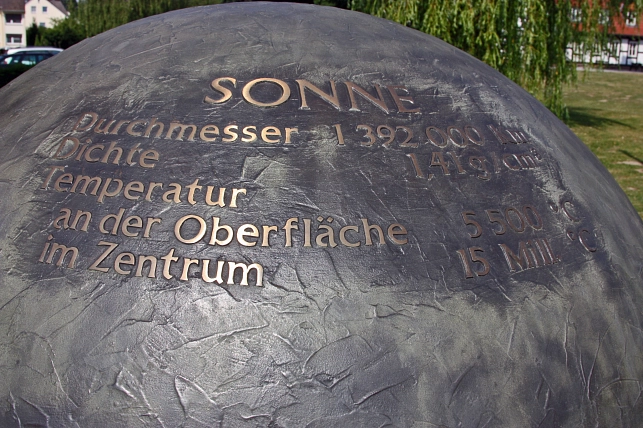 SONNE
Durchmesser 1 392 000 Km
Dichte 1,41 g/cm³
Temperatur
an der Oberfläche 5 500 °C
im Zentrum 15 Mill. °C